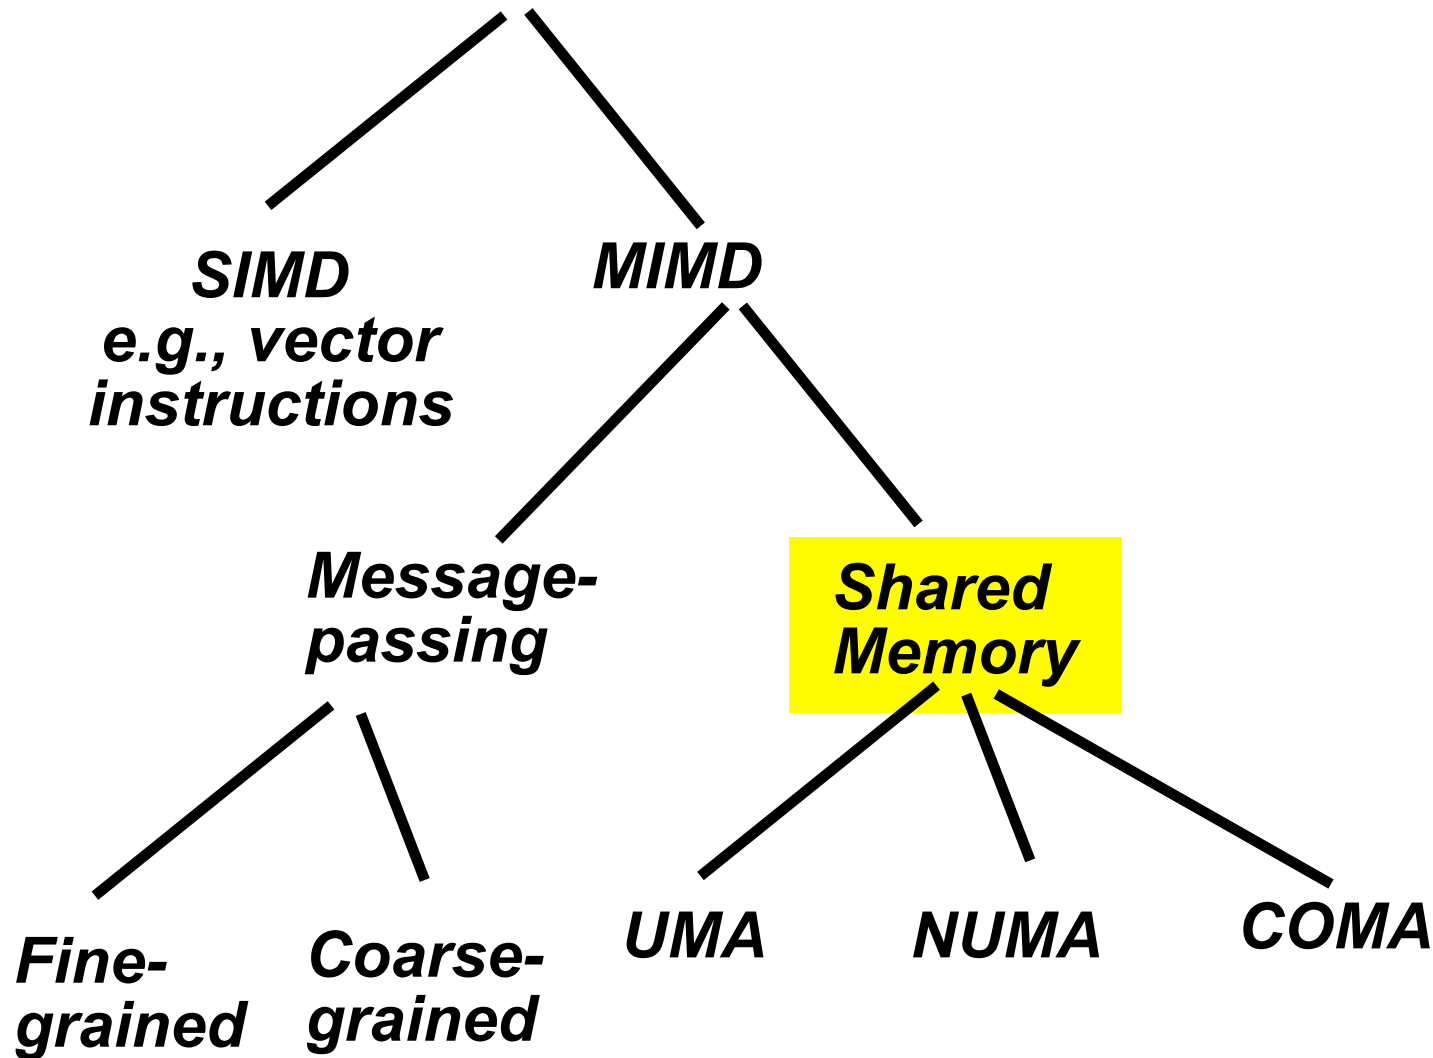 SIMD
e.g., vector
instructions
MIMD
Message-
passing
Shared
Memory
Fine-
grained
Coarse-
grained
UMA
NUMA
COMA